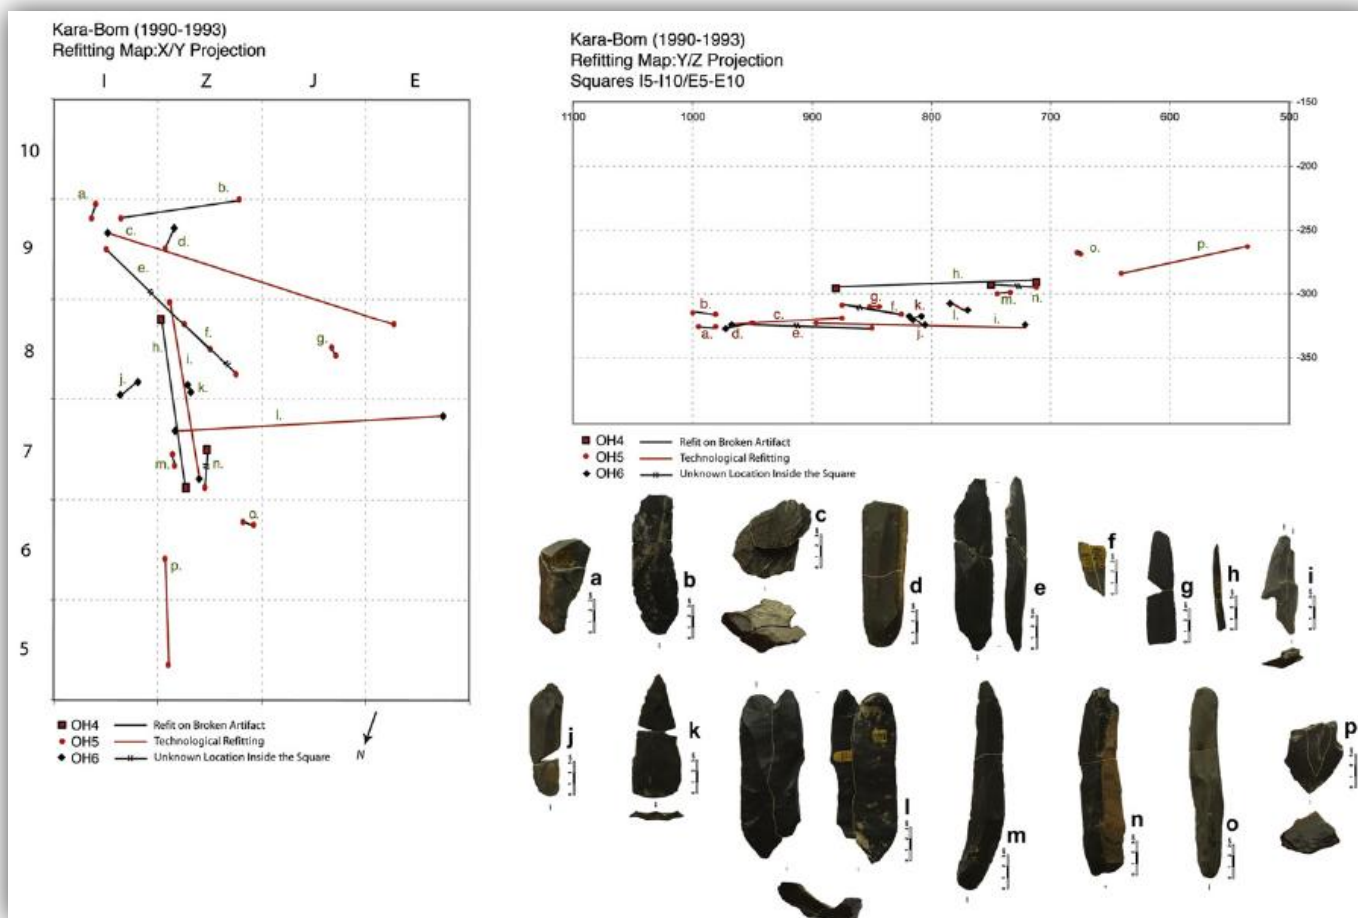 Kara-Bom (1990-1993)
Refitting Map:X/Y Projection
I Z J E
10
9
8
7
6
5
a.
b.
c.
d.
e.
f.
g.
h.
i.
j.
k.
l.
m.
n.
o.
p.
OH4 Refit on Broken Artifact
OH5 Technological Refitting
OH6 Unknown Location Inside the Square
N
Kara-Bom (1990-1993)
Refitting Map:Y/Z Projection
Squares I5-I10/E5-E10
1100 1000 900 800 700 600 500
-150
-200
-250
-300
-350
o.
p.
h.
m.
n.
b.
a.
d.
c.
e.
g.
f.
k.
j.
l.
i.
OH4 Refit on Broken Artifact
OH5 Technological Refitting
OH6 Unknown Location Inside the Square
a b c d e f g h i
j k l m n o p